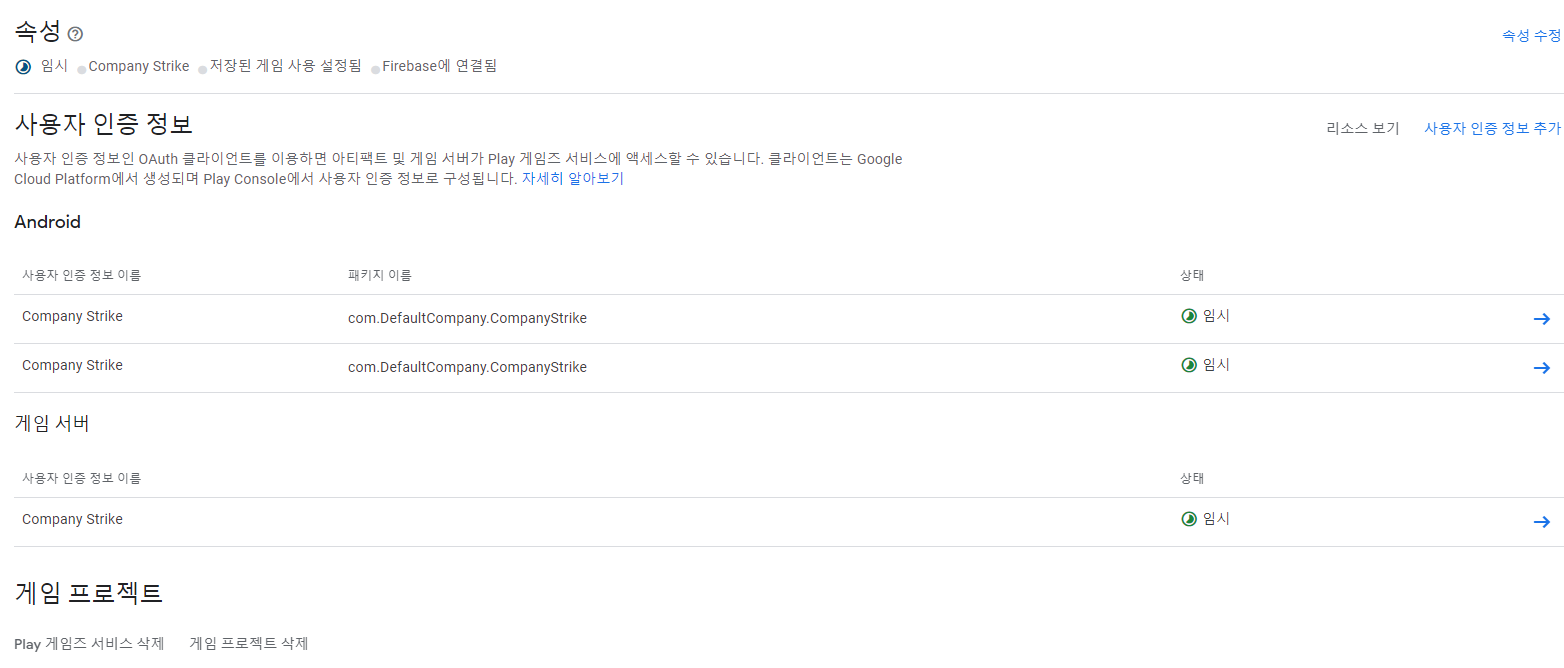 속성
속성 수정
임시 Company Strike 저장된 게임 사용 설정됨 Firebase에 연결됨
사용자 인증 정보
리소스 보기 사용자 인증 정보 추가
사용자 인증 정보인 OAuth 클라이언트를 이용하면 아티팩트 및 게임 서버가 Play 게임즈 서비스에 액세스할 수 있습니다. 클라이언트는 Google
Cloud Platform에서 생성되며 Play Console에서 사용자 인증 정보로 구성됩니다. 자세히 알아보기
Android
사용자 인증 정보 이름 패키지 이름 상태
Company Strike com.DefaultCompany.CompanyStrike 임시
Company Strike com.DefaultCompany.CompanyStrike 임시
게임 서버
사용자 인증 정보 이름 상태
Company Strike 임시
게임 프로젝트
Play 게임즈 서비스 삭제 게임 프로젝트 삭제